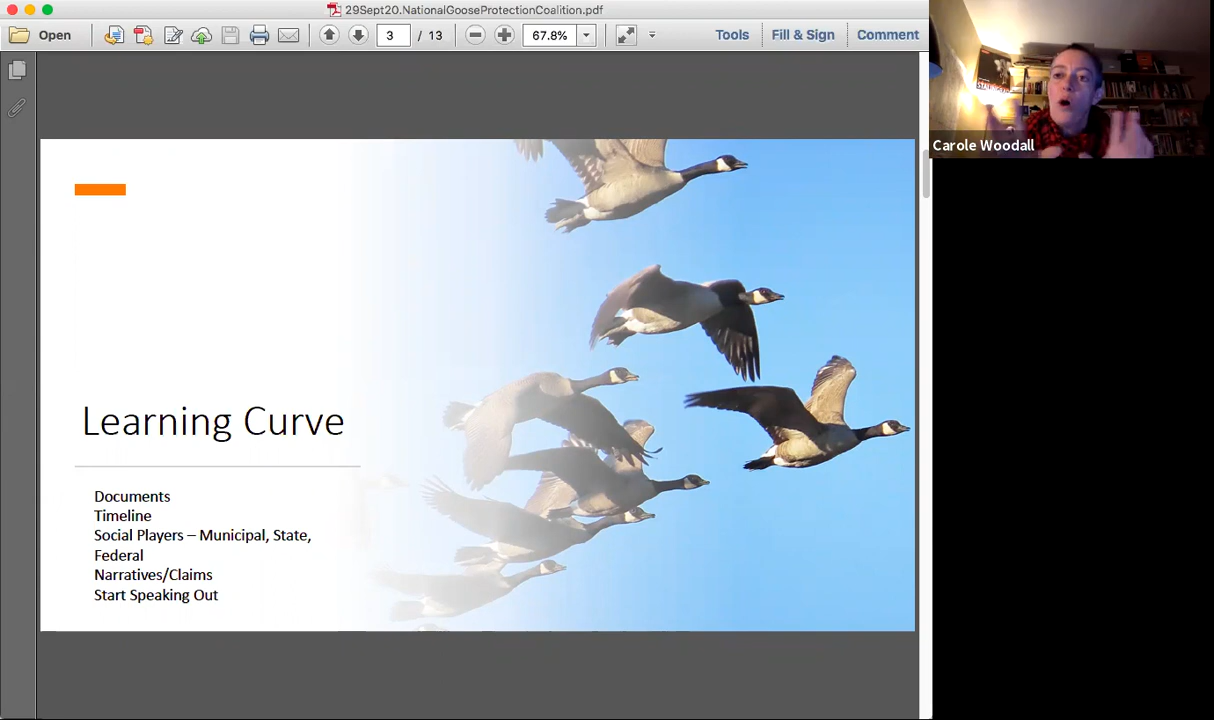 29Sept20.NationalGooseProtectionCoalition.pdf
Open
3 / 13
67.8%
Tools
Fill & Sign
Comment
Carole Woodall
Learning Curve
Documents
Timeline
Social Players – Municipal, State,
Federal
Narratives/Claims
Start Speaking Out